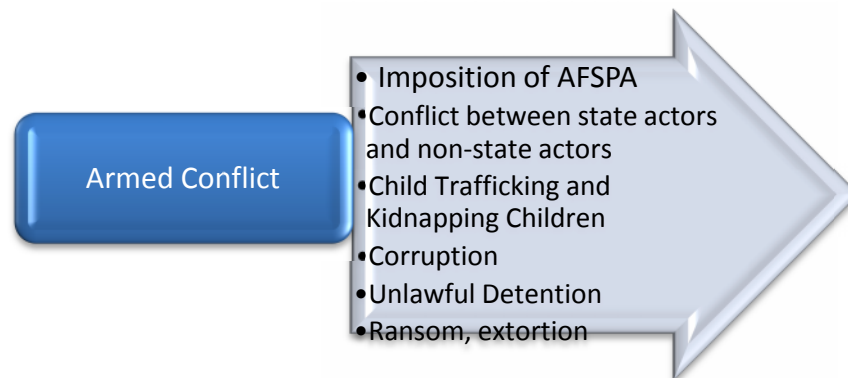 Armed Conflict
• Imposition of AFSPA
•Conflict between state actors
and non-state actors
•Child Trafficking and
Kidnapping Children
•Corruption
•Unlawful Detention
•Ransom, extortion